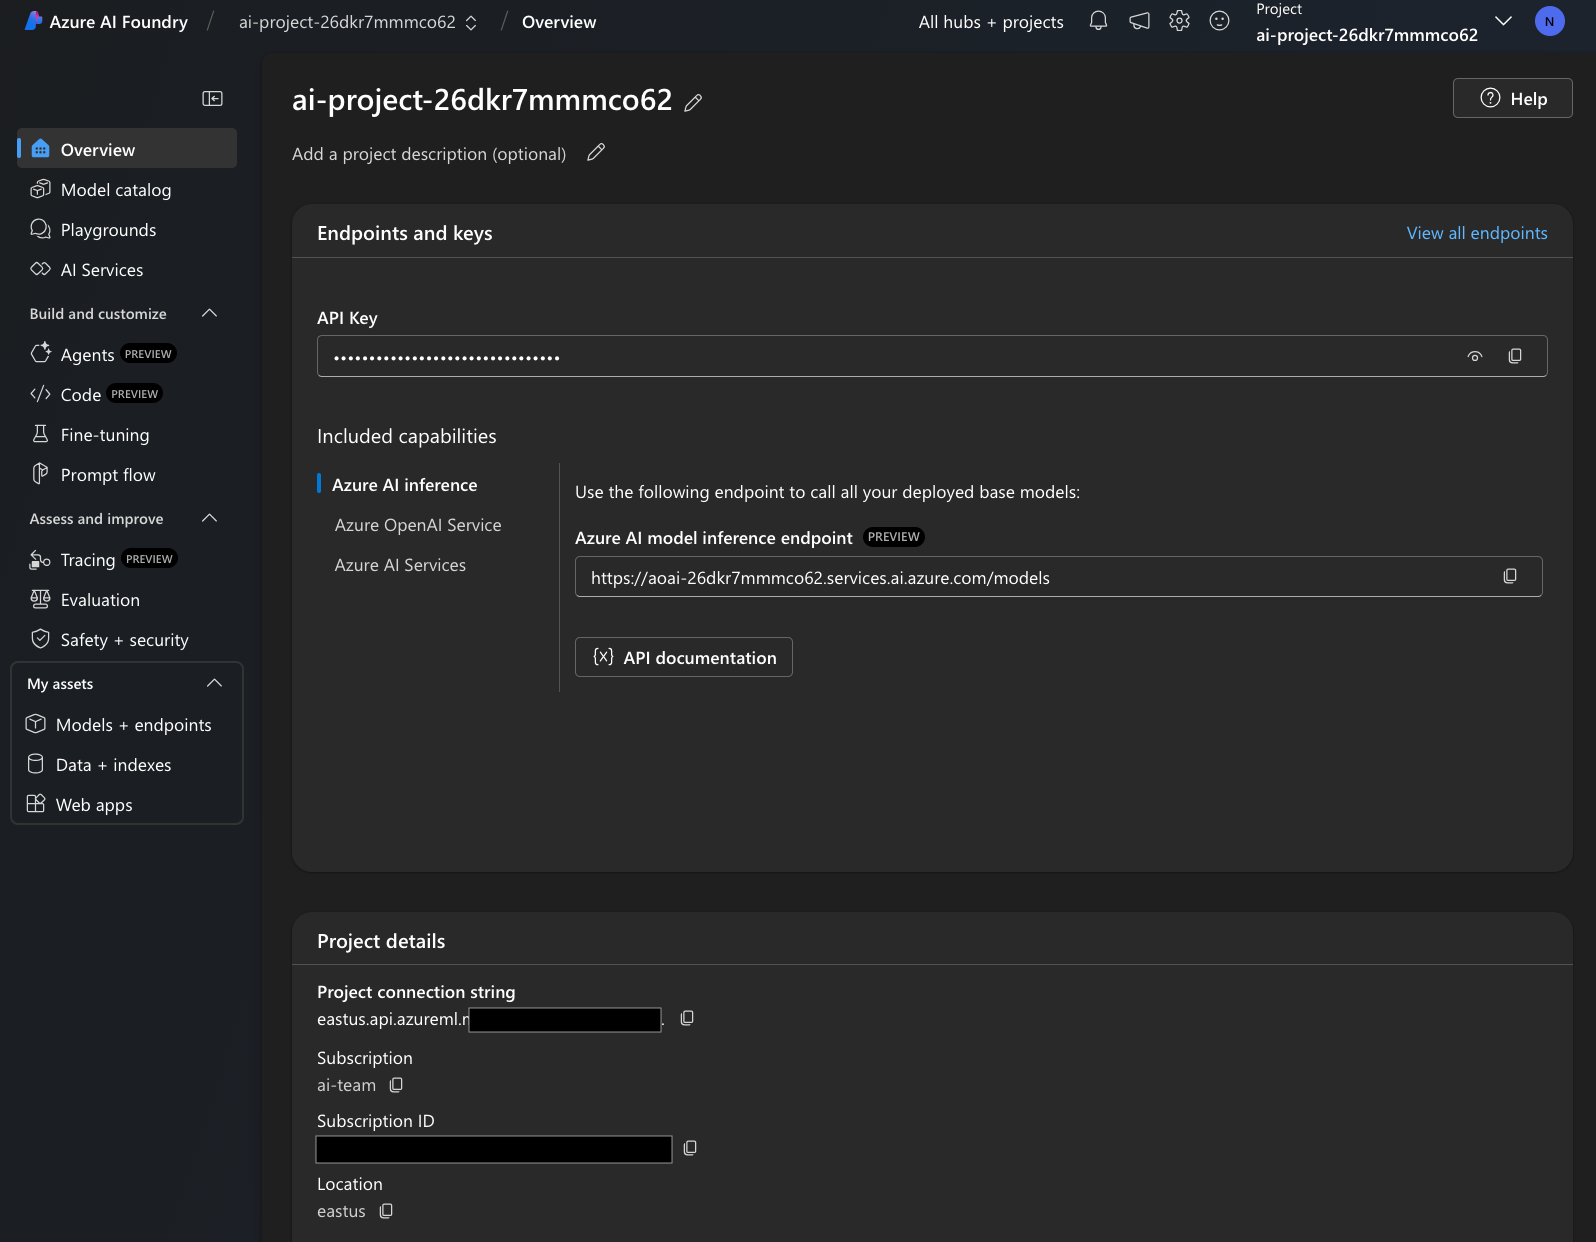 Azure AI Foundry / ai-project-26dkr7mmmco62 / Overview
All hubs + projects
Project
ai-project-26dkr7mmmco62
N
Overview
Model catalog
Playgrounds
AI Services
Build and customize
Agents PREVIEW
Code PREVIEW
Fine-tuning
Prompt flow
Assess and improve
Tracing PREVIEW
Evaluation
Safety + security
My assets
Models + endpoints
Data + indexes
Web apps
ai-project-26dkr7mmmco62
Help
Add a project description (optional)
Endpoints and keys
View all endpoints
API Key
••••••••••••••••••••••••••••••••
Included capabilities
Azure AI inference
Azure OpenAI Service
Azure AI Services
Use the following endpoint to call all your deployed base models:
Azure AI model inference endpoint PREVIEW
https://aoai-26dkr7mmmco62.services.ai.azure.com/models
{x} API documentation
Project details
Project connection string
eastus.api.azureml.
Subscription
ai-team
Subscription ID
Location
eastus